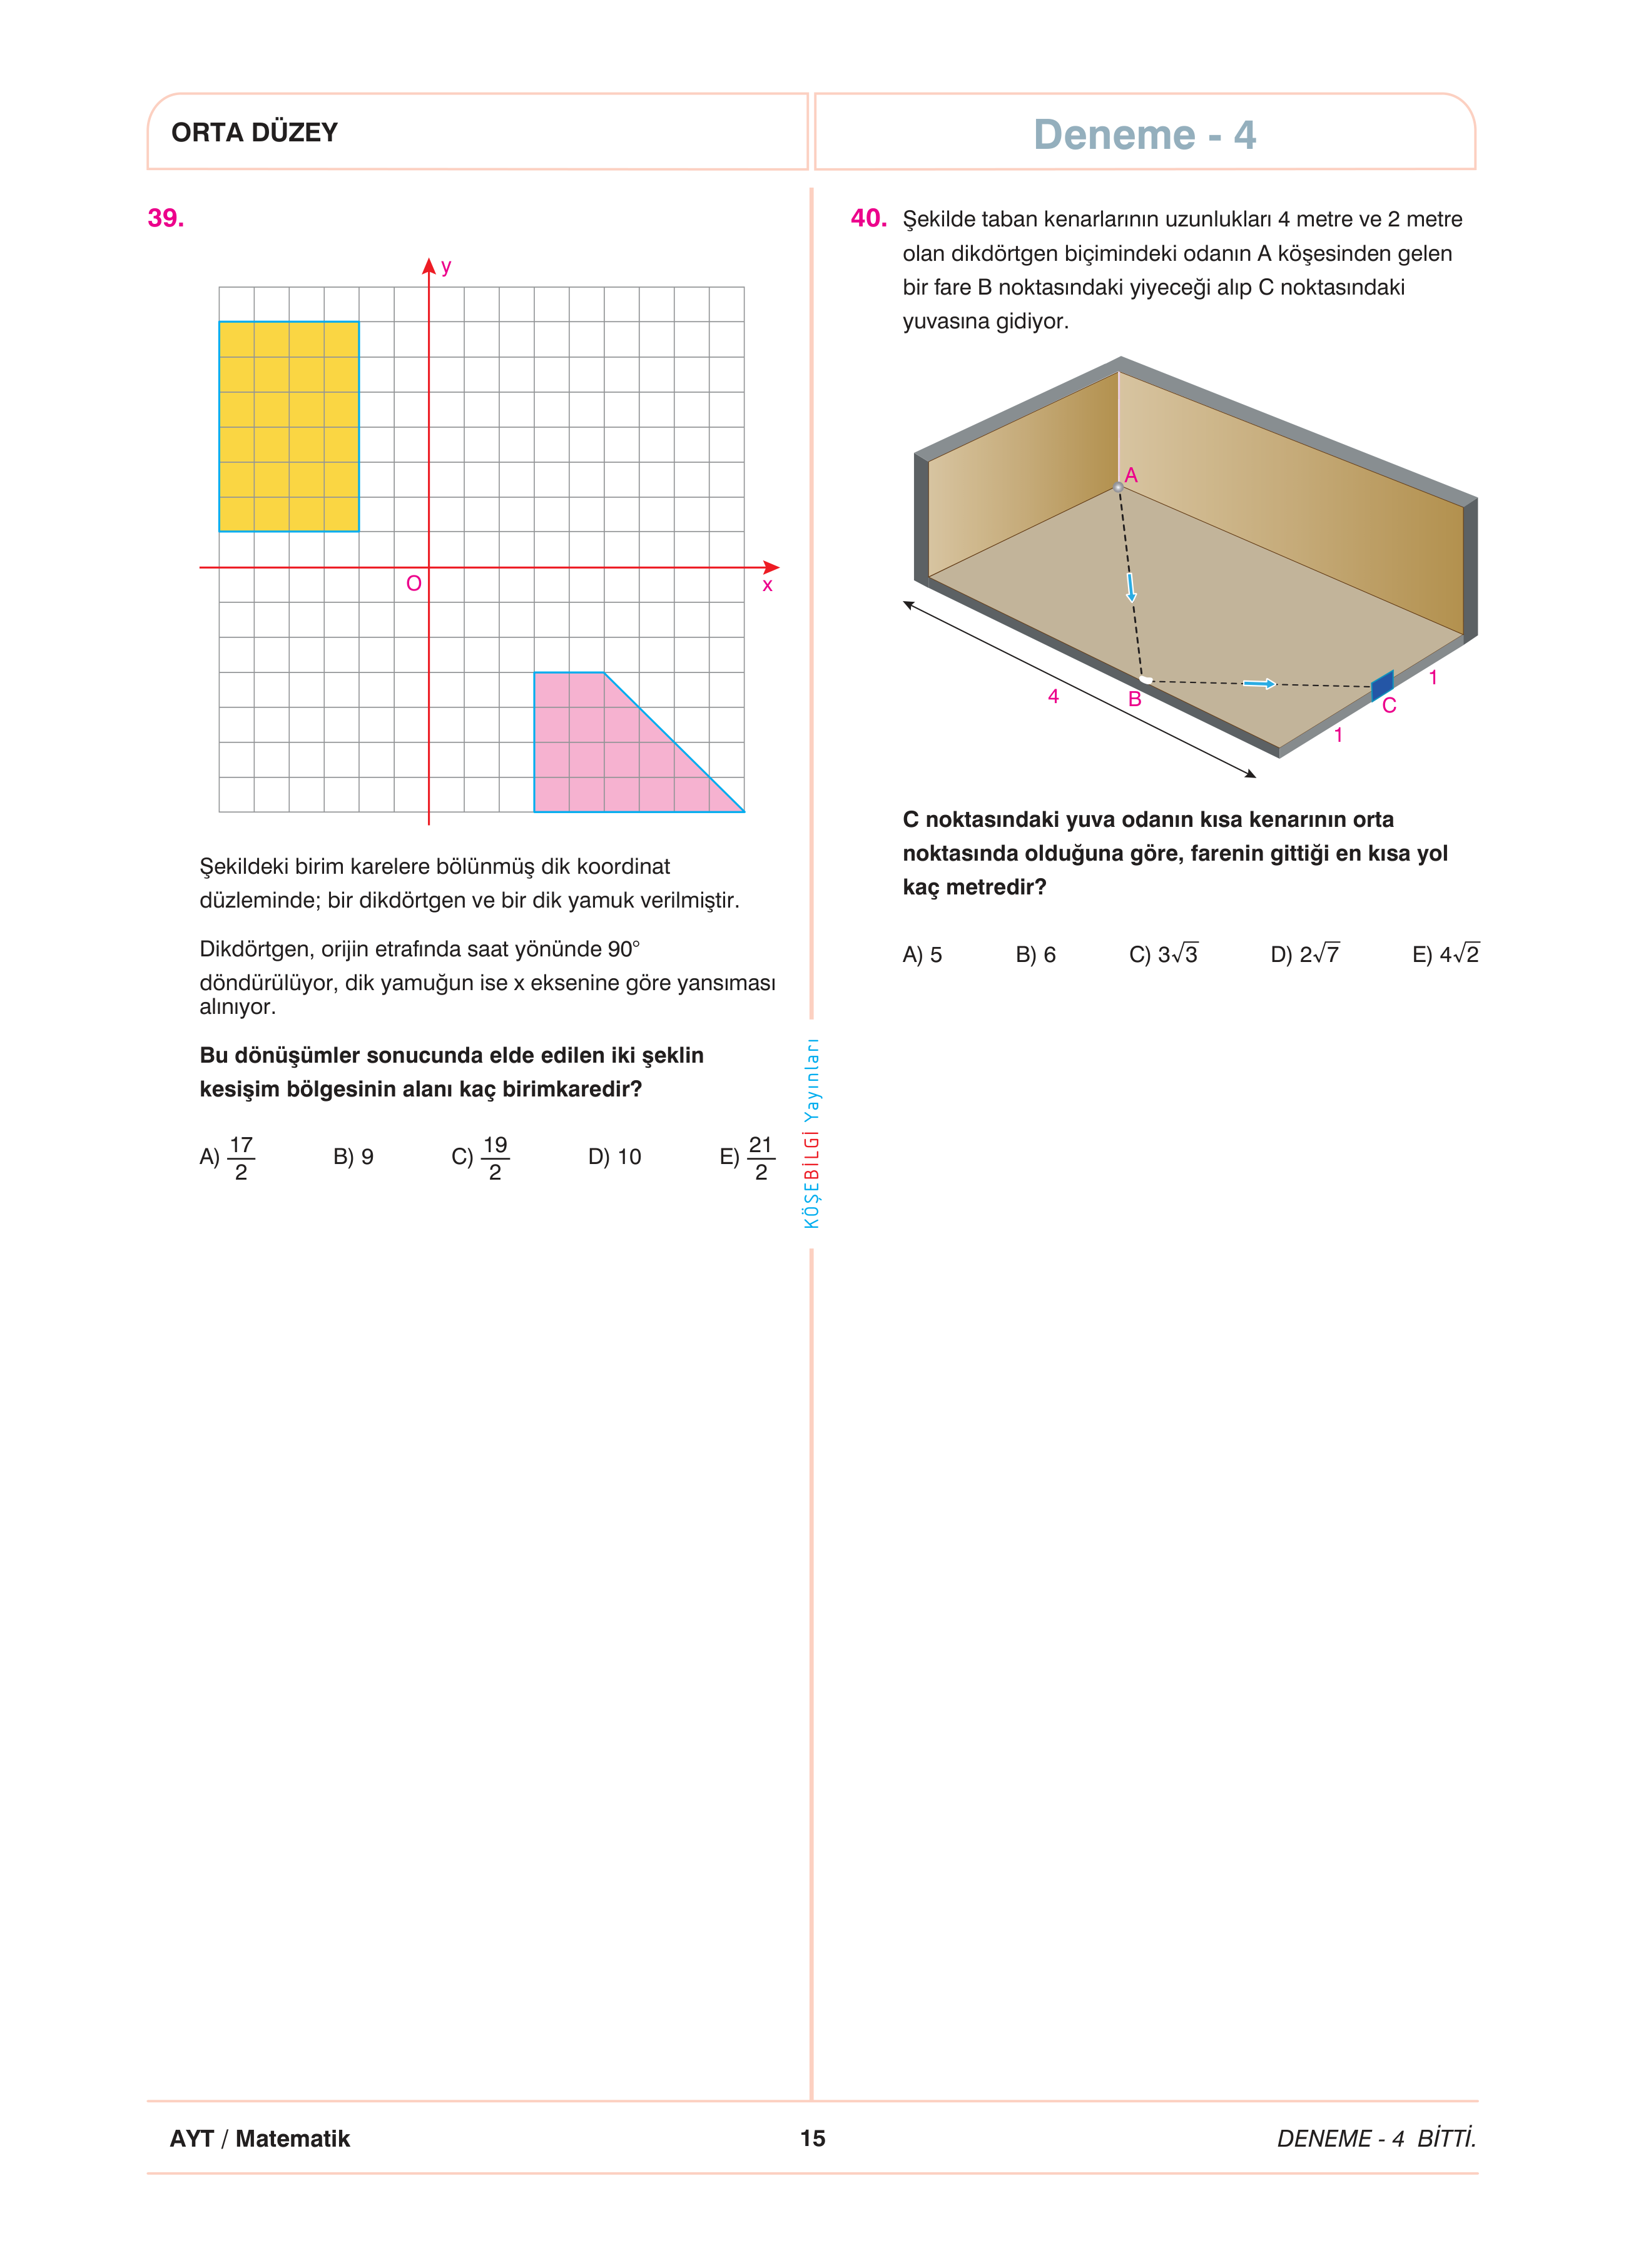 ORTA DÜZEY
Deneme - 4
39.
y
O
x
Şekildeki birim karelere bölünmüş dik koordinat
düzleminde; bir dikdörtgen ve bir dik yamuk verilmiştir.
Dikdörtgen, orijin etrafında saat yönünde 90°
döndürülüyor, dik yamuğun ise x eksenine göre yansıması
alınıyor.
Bu dönüşümler sonucunda elde edilen iki şeklin
kesişim bölgesinin alanı kaç birimkaredir?
A) 17/2 B) 9 C) 19/2 D) 10 E) 21/2
KÖŞEBİLGİ Yayınları
40. Şekilde taban kenarlarının uzunlukları 4 metre ve 2 metre
olan dikdörtgen biçimindeki odanın A köşesinden gelen
bir fare B noktasındaki yiyeceği alıp C noktasındaki
yuvasına gidiyor.
A
4
B
C
1
1
C noktasındaki yuva odanın kısa kenarının orta
noktasında olduğuna göre, farenin gittiği en kısa yol
kaç metredir?
A) 5 B) 6 C) 3√3 D) 2√7 E) 4√2
AYT / Matematik
15
DENEME - 4 BİTTİ.